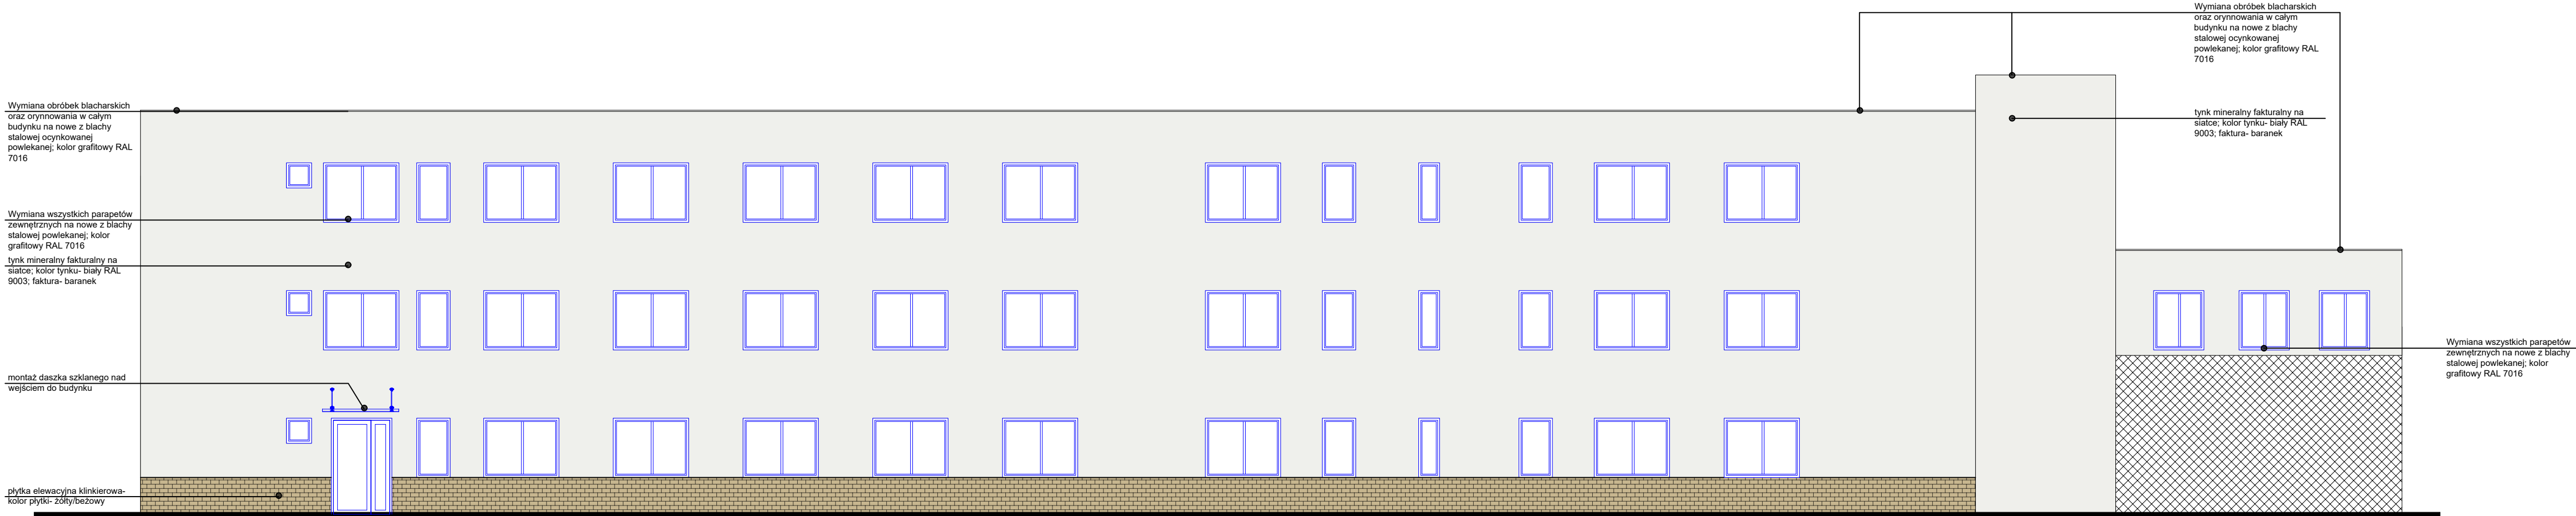 Wymiana obróbek blacharskich
oraz orynnowania w całym
budynku na nowe z blachy
stalowej ocynkowanej
powlekanej; kolor grafitowy RAL
7016
Wymiana wszystkich parapetów
zewnętrznych na nowe z blachy
stalowej powlekanej; kolor
grafitowy RAL 7016
tynk mineralny fakturalny na
siatce; kolor tynku- biały RAL
9003; faktura- baranek
montaż daszka szklanego nad
wejściem do budynku
płytka elewacyjna klinkierowa-
kolor płytki- żółty/beżowy
Wymiana obróbek blacharskich
oraz orynnowania w całym
budynku na nowe z blachy
stalowej ocynkowanej
powlekanej; kolor grafitowy RAL
7016
tynk mineralny fakturalny na
siatce; kolor tynku- biały RAL
9003; faktura- baranek
Wymiana wszystkich parapetów
zewnętrznych na nowe z blachy
stalowej powlekanej; kolor
grafitowy RAL 7016